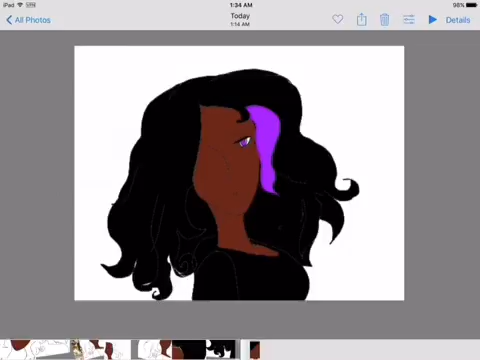 iPad
1:34 AM
98%
All Photos
Today
1:14 AM
Details